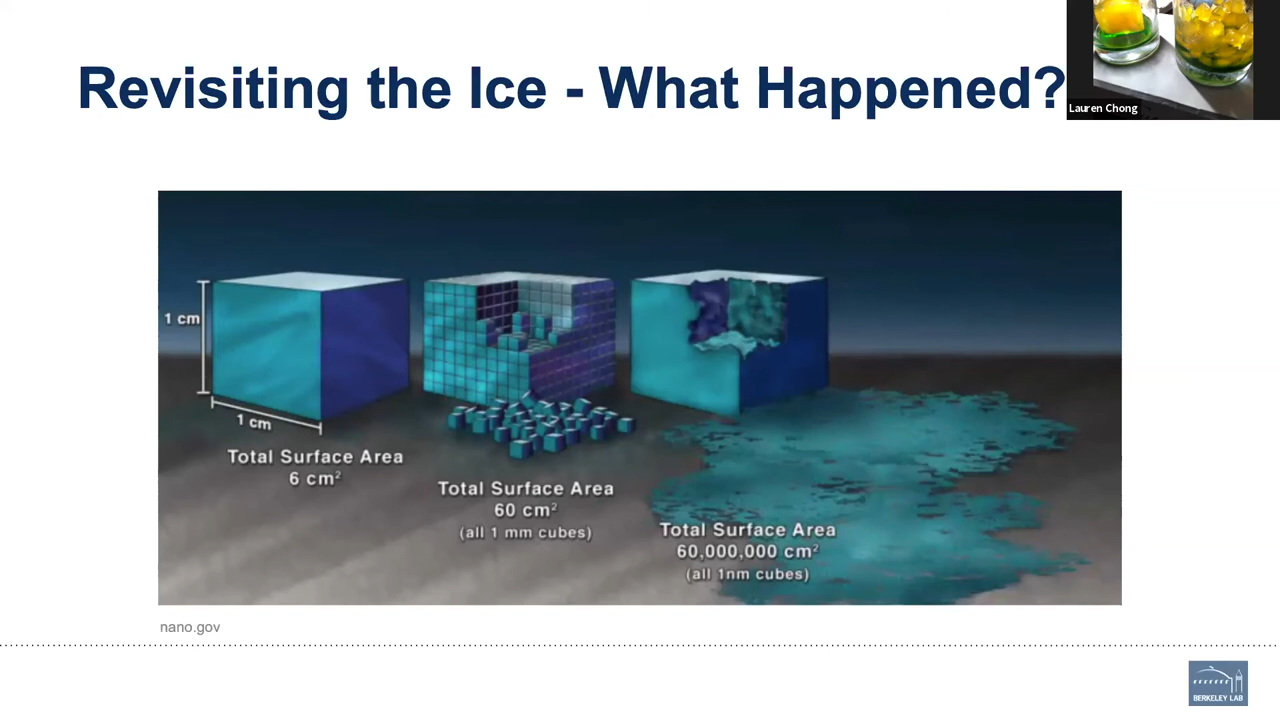 Revisiting the Ice - What Happened?
Lauren Chong
1 cm
1 cm
Total Surface Area
6 cm²
Total Surface Area
60 cm²
(all 1 mm cubes)
Total Surface Area
60,000,000 cm²
(all 1nm cubes)
nano.gov
BERKELEY LAB